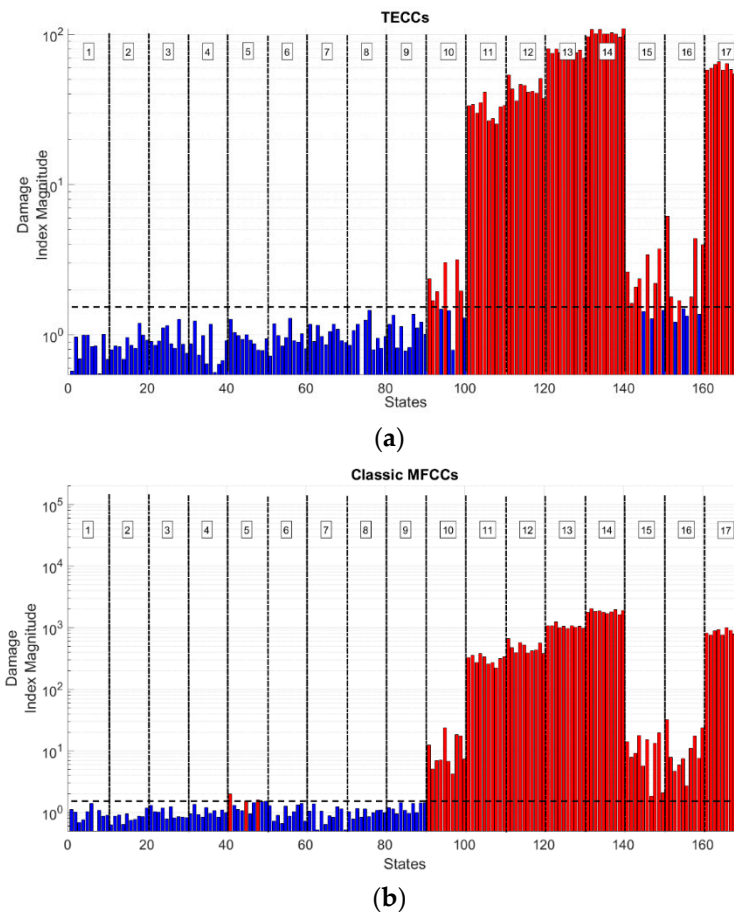 TECCs
10²
1 2 3 4 5 6 7 8 9 10 11 12 13 14 15 16 17
10¹
Damage
Index Magnitude
10⁰
0 20 40 60 80 100 120 140 160
States
(a)
Classic MFCCs
10⁵
1 2 3 4 5 6 7 8 9 10 11 12 13 14 15 16 17
10⁴
10³
Damage
Index Magnitude
10²
10¹
10⁰
0 20 40 60 80 100 120 140 160
States
(b)